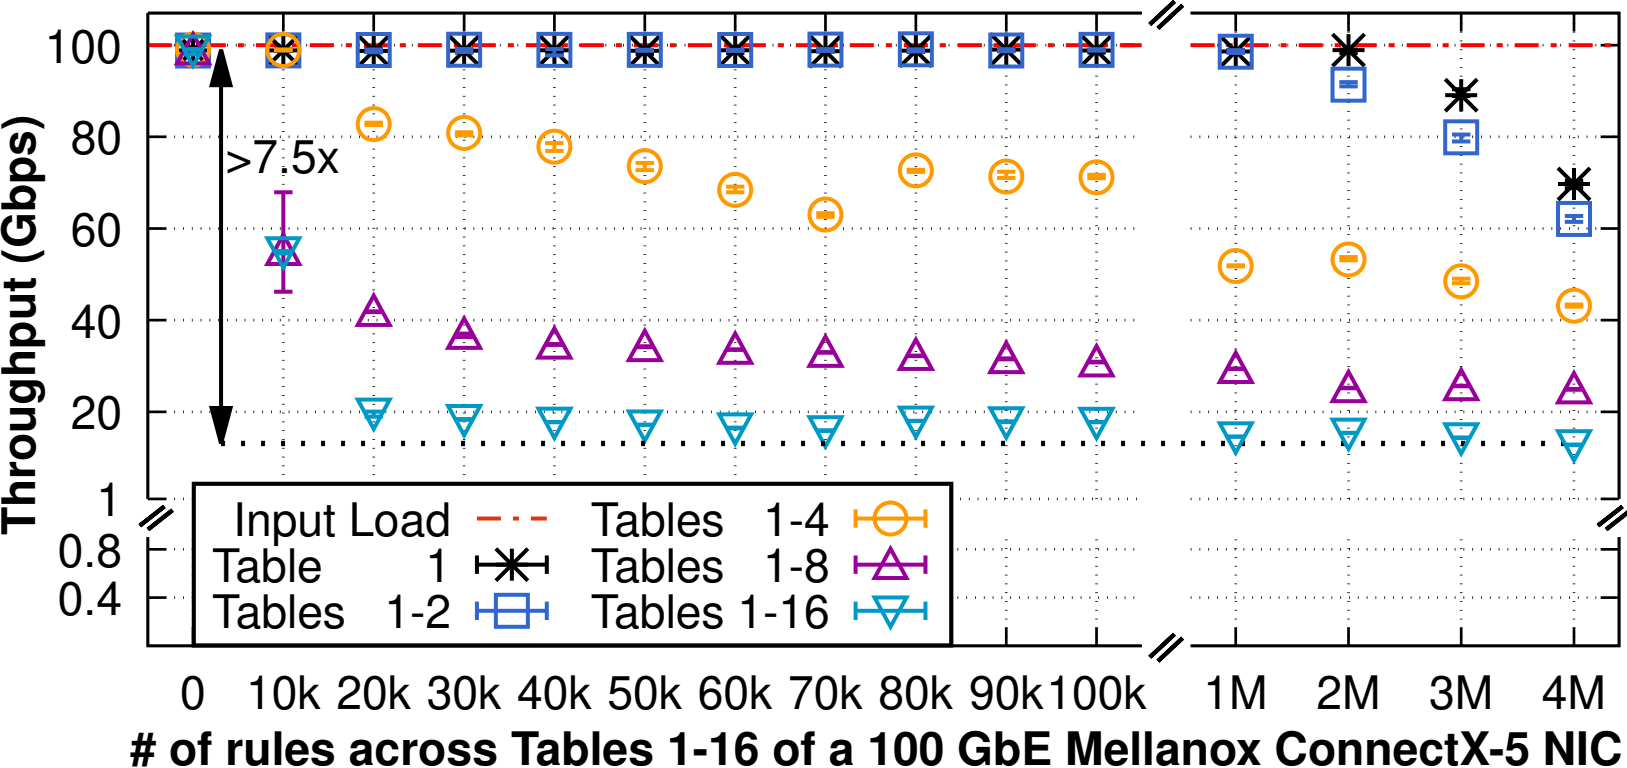 Throughput (Gbps)
100
80
60
40
20
1
0.8
0.4
>7.5x
Input Load
Table 1
Tables 1-2
Tables 1-4
Tables 1-8
Tables 1-16
0 10k 20k 30k 40k 50k 60k 70k 80k 90k 100k 1M 2M 3M 4M
# of rules across Tables 1-16 of a 100 GbE Mellanox ConnectX-5 NIC